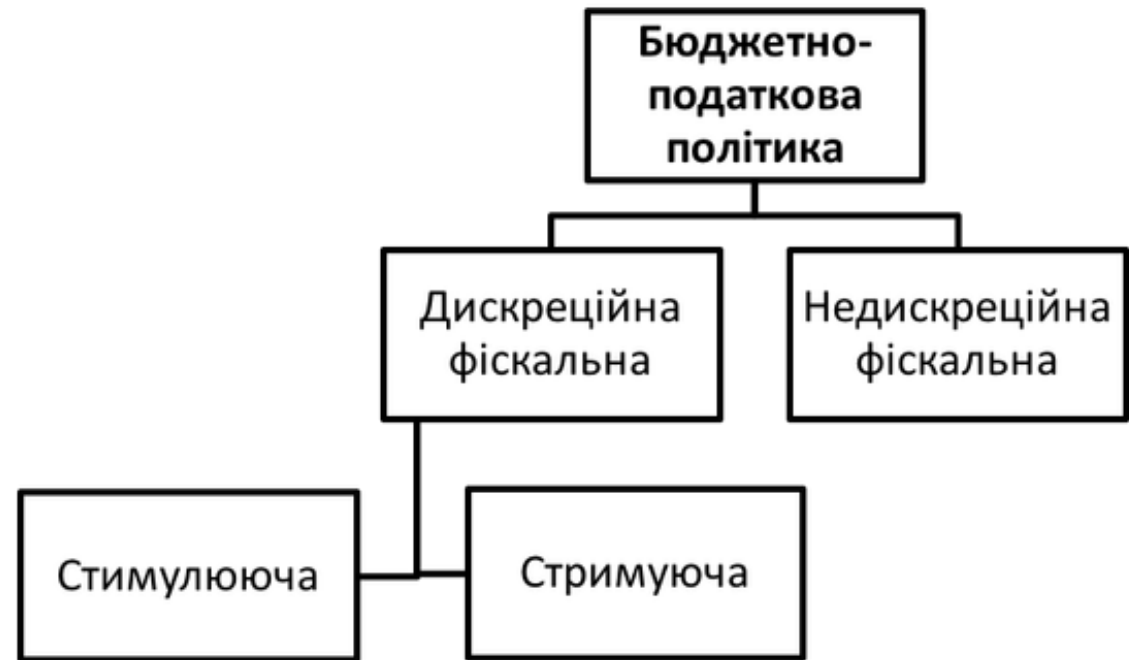 Бюджетно-
податкова
політика
Дискреційна
фіскальна
Недискреційна
фіскальна
Стимулююча
Стримуюча